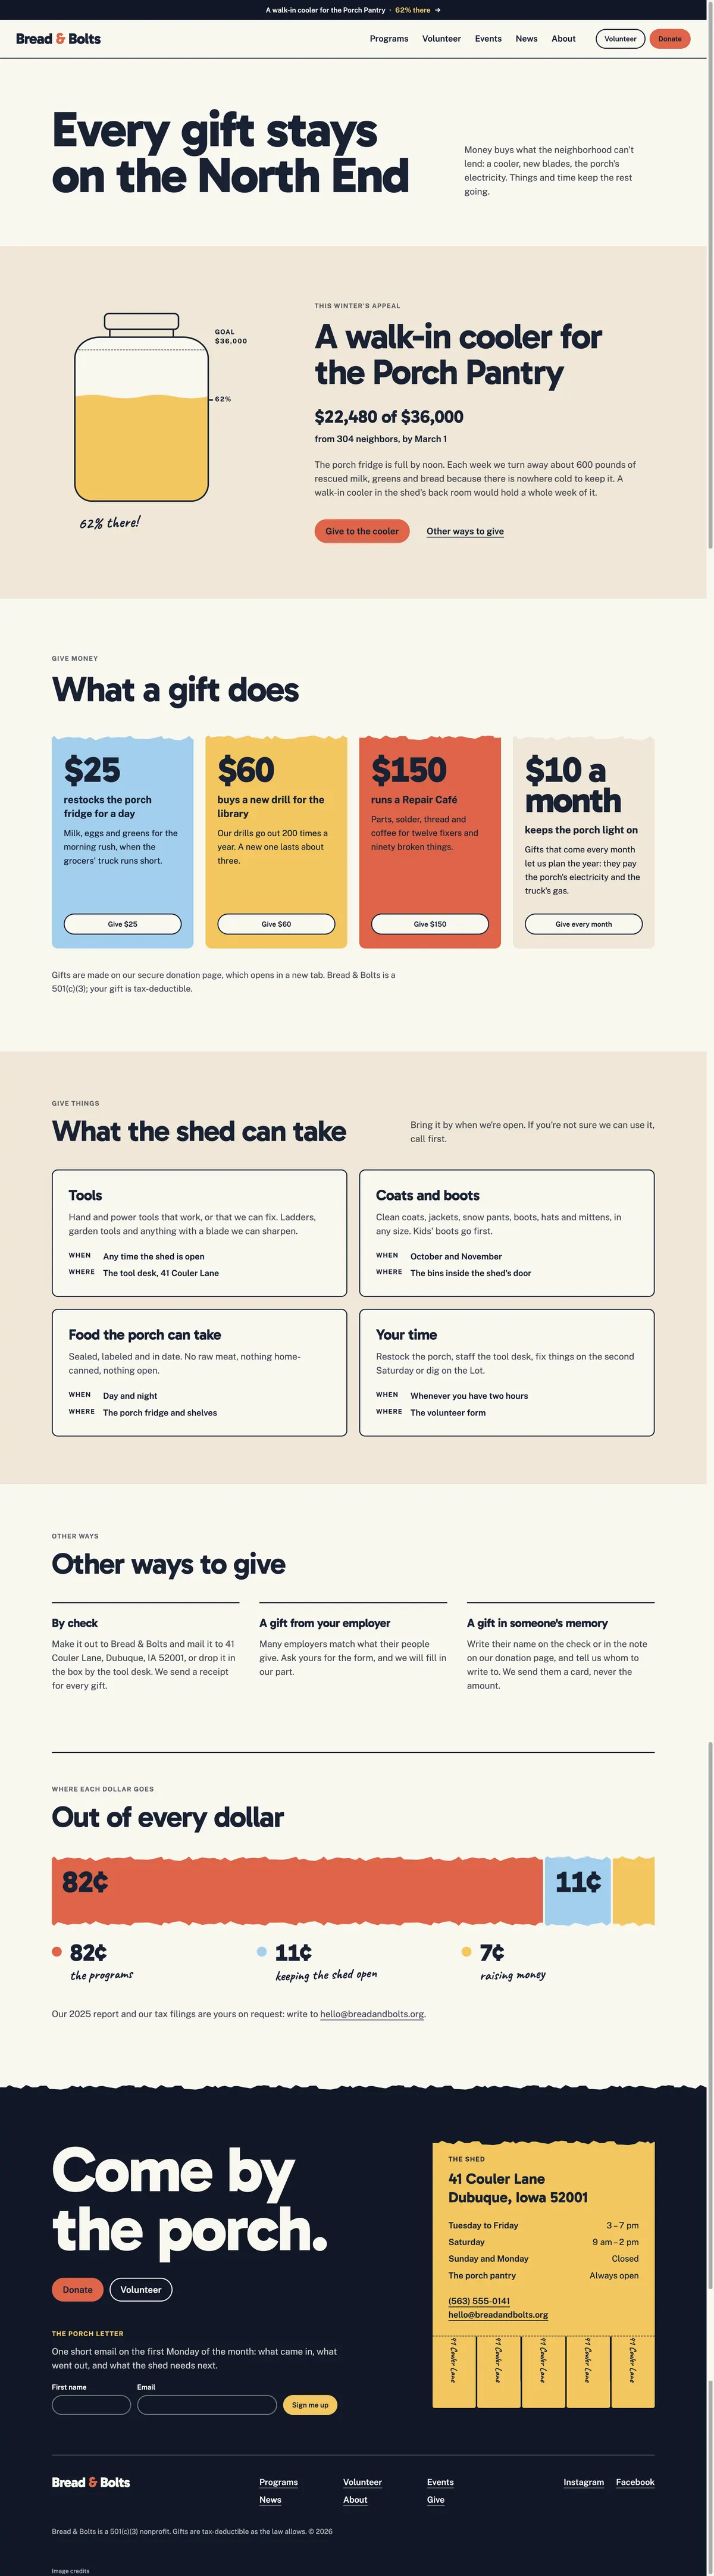 A walk-in cooler for the Porch Pantry · 62% there →
Bread & Bolts
Programs Volunteer Events News About Volunteer Donate
Every gift stays
on the North End
Money buys what the neighborhood can't
lend: a cooler, new blades, the porch's
electricity. Things and time keep the rest
going.
GOAL
$36,000
62%
62% there!
THIS WINTER'S APPEAL
A walk-in cooler for
the Porch Pantry
$22,480 of $36,000
from 304 neighbors, by March 1
The porch fridge is full by noon. Each week we turn away about 600 pounds of
rescued milk, greens and bread because there is nowhere cold to keep it. A
walk-in cooler in the shed's back room would hold a whole week of it.
Give to the cooler Other ways to give
GIVE MONEY
What a gift does
$25
restocks the porch
fridge for a day
Milk, eggs and greens for the
morning rush, when the
grocers' truck runs short.
Give $25
$60
buys a new drill for the
library
Our drills go out 200 times a
year. A new one lasts about
three.
Give $60
$150
runs a Repair Café
Parts, solder, thread and
coffee for twelve fixers and
ninety broken things.
Give $150
$10 a
month
keeps the porch light on
Gifts that come every month
let us plan the year: they pay
the porch's electricity and the
truck's gas.
Give every month
Gifts are made on our secure donation page, which opens in a new tab. Bread & Bolts is a
501(c)(3); your gift is tax-deductible.
GIVE THINGS
What the shed can take
Bring it by when we're open. If you're not sure we can use it,
call first.
Tools
Hand and power tools that work, or that we can fix. Ladders,
garden tools and anything with a blade we can sharpen.
WHEN Any time the shed is open
WHERE The tool desk, 41 Couler Lane
Coats and boots
Clean coats, jackets, snow pants, boots, hats and mittens, in
any size. Kids' boots go first.
WHEN October and November
WHERE The bins inside the shed's door
Food the porch can take
Sealed, labeled and in date. No raw meat, nothing home-
canned, nothing open.
WHEN Day and night
WHERE The porch fridge and shelves
Your time
Restock the porch, staff the tool desk, fix things on the second
Saturday or dig on the Lot.
WHEN Whenever you have two hours
WHERE The volunteer form
OTHER WAYS
Other ways to give
By check
Make it out to Bread & Bolts and mail it to 41
Couler Lane, Dubuque, IA 52001, or drop it in
the box by the tool desk. We send a receipt
for every gift.
A gift from your employer
Many employers match what their people
give. Ask yours for the form, and we will fill in
our part.
A gift in someone's memory
Write their name on the check or in the note
on our donation page, and tell us whom to
write to. We send them a card, never the
amount.
WHERE EACH DOLLAR GOES
Out of every dollar
82¢ 11¢
82¢
the programs
11¢
keeping the shed open
7¢
raising money
Our 2025 report and our tax filings are yours on request: write to hello@breadandbolts.org.
Come by
the porch.
Donate Volunteer
THE PORCH LETTER
One short email on the first Monday of the month: what came in, what
went out, and what the shed needs next.
First name Email
Sign me up
THE SHED
41 Couler Lane
Dubuque, Iowa 52001
Tuesday to Friday 3 – 7 pm
Saturday 9 am – 2 pm
Sunday and Monday Closed
The porch pantry Always open
(563) 555-0141
hello@breadandbolts.org
41 Couler Lane
41 Couler Lane
41 Couler Lane
41 Couler Lane
41 Couler Lane
Bread & Bolts
Programs Volunteer Events
News About Give
Instagram Facebook
Bread & Bolts is a 501(c)(3) nonprofit. Gifts are tax-deductible as the law allows. © 2026
Image credits